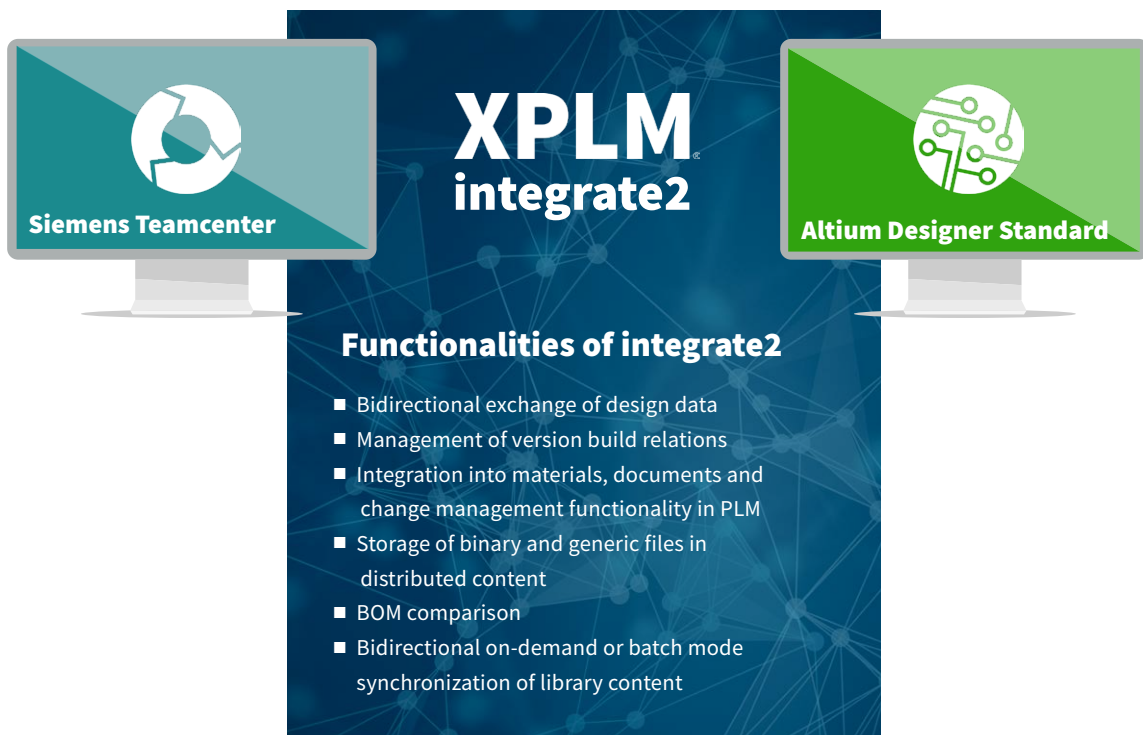 XPLM®
integrate2
Siemens Teamcenter
Altium Designer Standard
Functionalities of integrate2
■ Bidirectional exchange of design data
■ Management of version build relations
■ Integration into materials, documents and
change management functionality in PLM
■ Storage of binary and generic files in
distributed content
■ BOM comparison
■ Bidirectional on-demand or batch mode
synchronization of library content